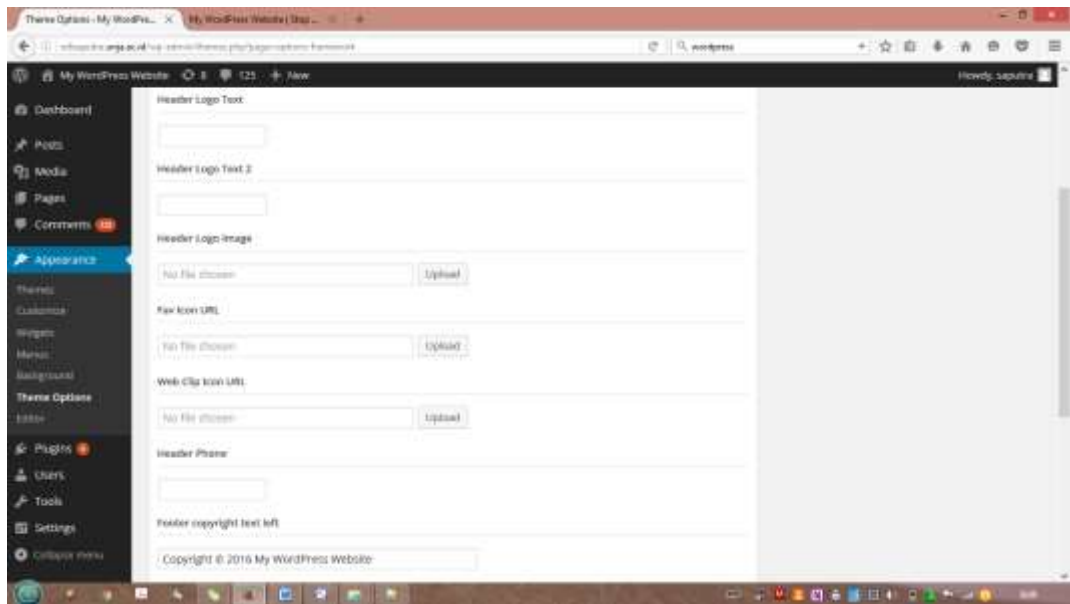 Theme Options - My WordPre...
My WordPress Website | Stap...
wordpress
My WordPress Website
8
125
New
Howdy, saputra
Dashboard
Posts
Media
Pages
Comments
Appearance
Themes
Customize
Widgets
Menus
Background
Theme Options
Editor
Plugins
Users
Tools
Settings
Collapse menu
Header Logo Text
Header Logo Text 2
Header Logo Image
No file chosen
Upload
Fav Icon URL
No file chosen
Upload
Web Clip Icon URL
No file chosen
Upload
Header Phone
Footer copyright text left
Copyright © 2016 My WordPress Website